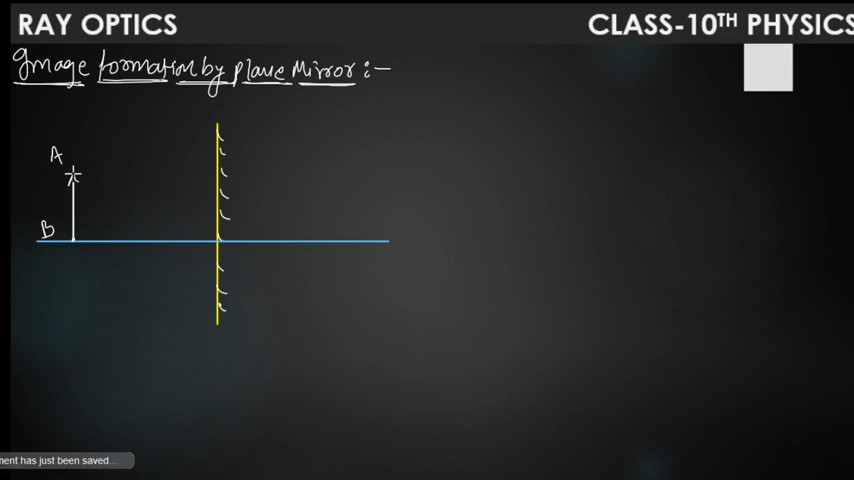 RAY OPTICS
CLASS-10TH PHYSICS
Image formation by plane Mirror :-
A
B
ment has just been saved...